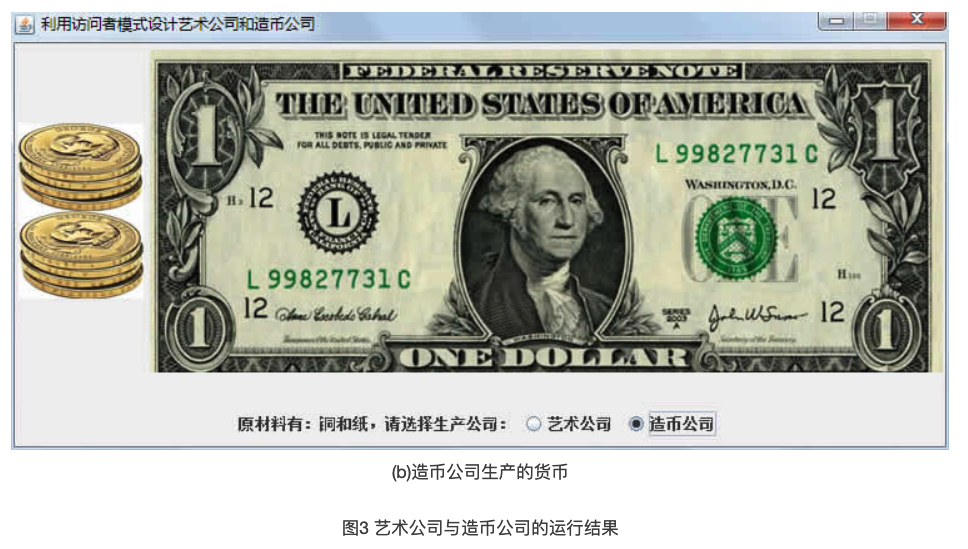 利用访问者模式设计艺术公司和造币公司
FEDERAL RESERVE NOTE
THE UNITED STATES OF AMERICA
THIS NOTE IS LEGAL TENDER
FOR ALL DEBTS, PUBLIC AND PRIVATE
L 99827731 C
WASHINGTON, D.C.
H 12
12
L
ONE
L 99827731 C
12
SERIES
2003
A
12
WASHINGTON
ONE DOLLAR
1
1
1
1
GEORGE
GEORGE
原材料有：铜和纸，请选择生产公司： 艺术公司 造币公司
(b)造币公司生产的货币
图3 艺术公司与造币公司的运行结果